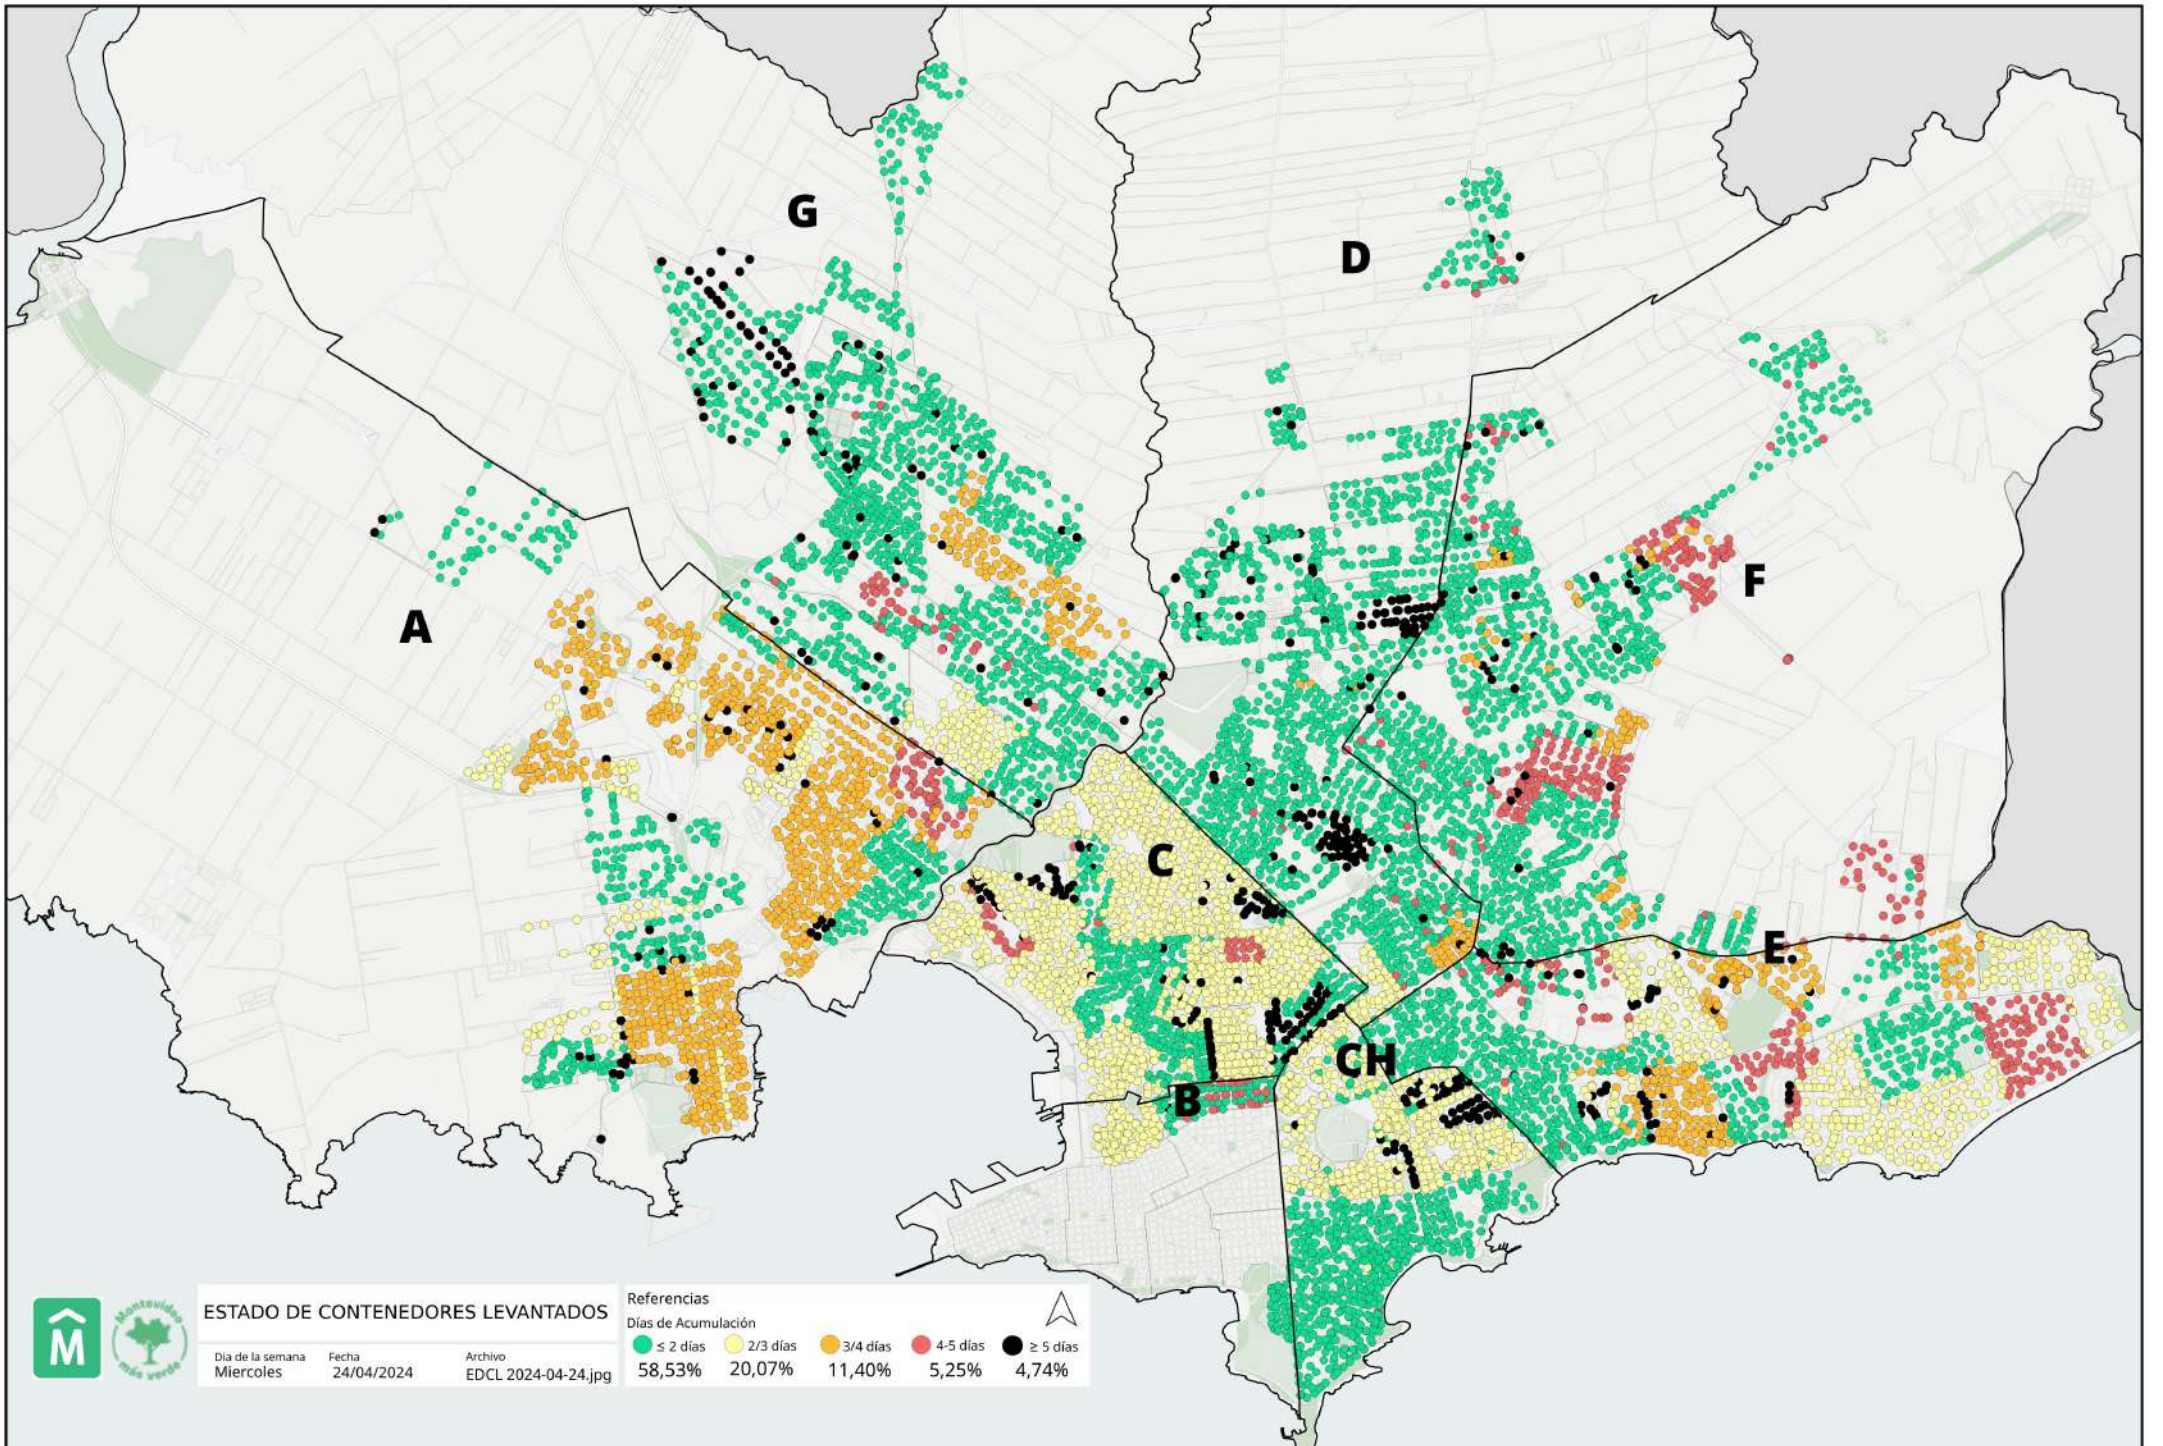 G
D
A
F
C
E
CH
B
M
Montevideo
más verde
ESTADO DE CONTENEDORES LEVANTADOS
Dia de la semana
Miercoles
Fecha
24/04/2024
Archivo
EDCL 2024-04-24.jpg
Referencias
Días de Acumulación
≤ 2 días
2/3 días
3/4 días
4-5 días
≥ 5 días
58,53%
20,07%
11,40%
5,25%
4,74%